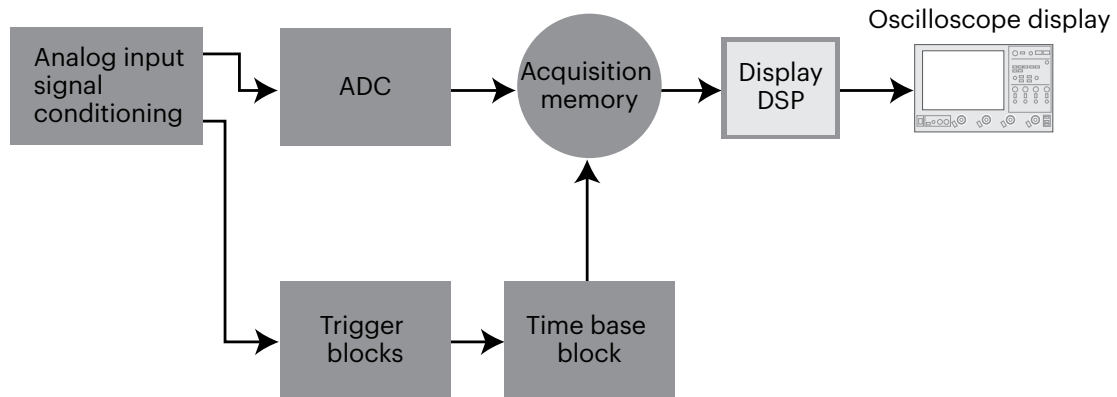 Oscilloscope display
Analog input
signal
conditioning
ADC
Acquisition
memory
Display
DSP
Trigger
blocks
Time base
block